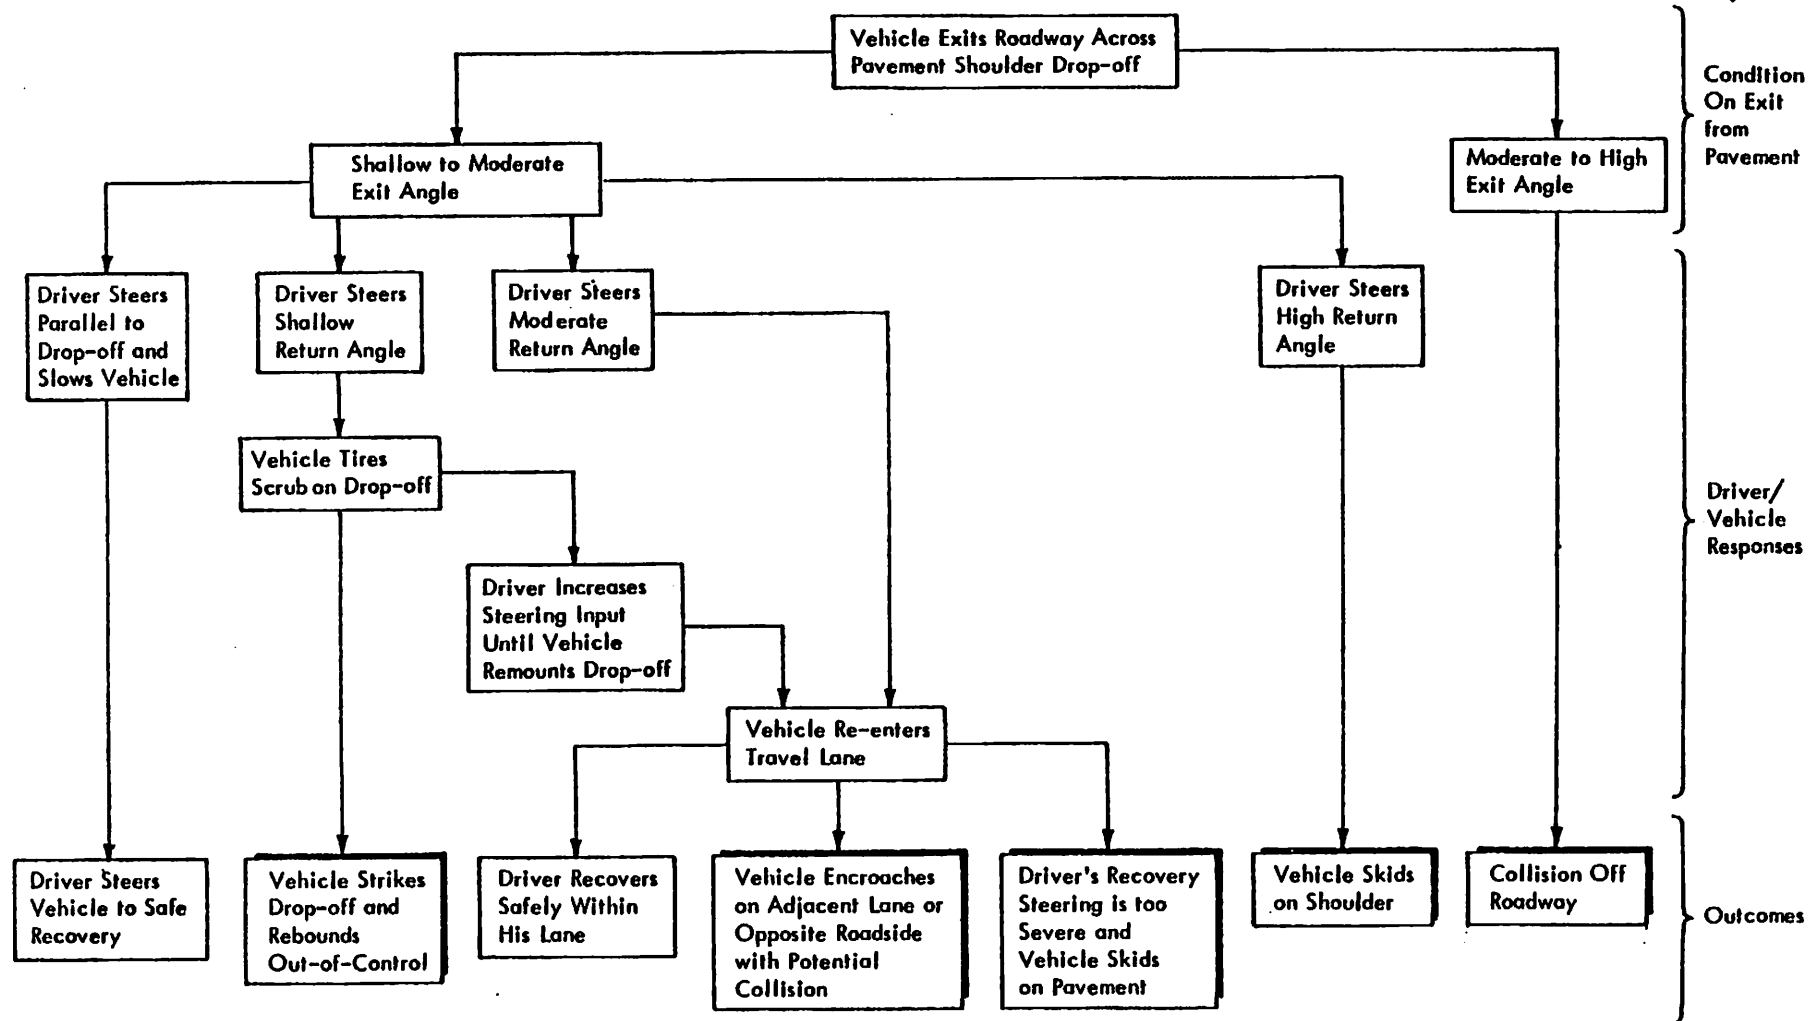 Vehicle Exits Roadway Across
Pavement Shoulder Drop-off
Condition
On Exit
from
Pavement
Shallow to Moderate
Exit Angle
Moderate to High
Exit Angle
Driver Steers
Parallel to
Drop-off and
Slows Vehicle
Driver Steers
Shallow
Return Angle
Driver Steers
Moderate
Return Angle
Driver Steers
High Return
Angle
Vehicle Tires
Scrub on Drop-off
Driver/
Vehicle
Responses
Driver Increases
Steering Input
Until Vehicle
Remounts Drop-off
Vehicle Re-enters
Travel Lane
Driver Steers
Vehicle to Safe
Recovery
Vehicle Strikes
Drop-off and
Rebounds
Out-of-Control
Driver Recovers
Safely Within
His Lane
Vehicle Encroaches
on Adjacent Lane or
Opposite Roadside
with Potential
Collision
Driver's Recovery
Steering is too
Severe and
Vehicle Skids
on Pavement
Vehicle Skids
on Shoulder
Collision Off
Roadway
Outcomes